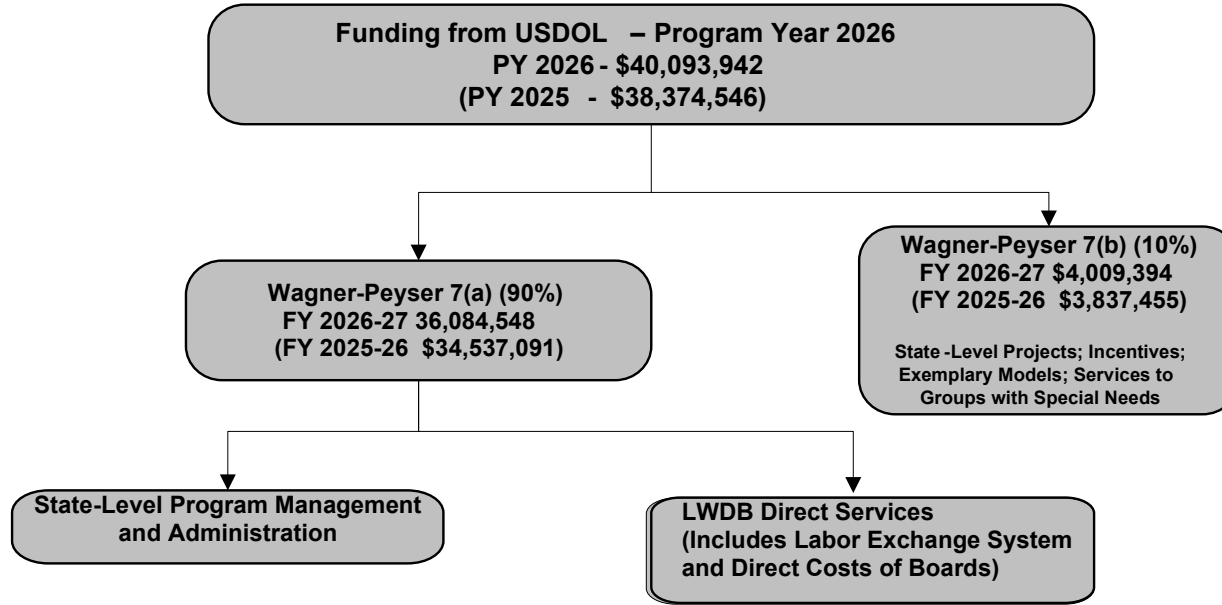 Funding from USDOL – Program Year 2026
PY 2026 - $40,093,942
(PY 2025 - $38,374,546)
Wagner-Peyser 7(a) (90%)
FY 2026-27 36,084,548
(FY 2025-26 $34,537,091)
Wagner-Peyser 7(b) (10%)
FY 2026-27 $4,009,394
(FY 2025-26 $3,837,455)
State-Level Projects; Incentives;
Exemplary Models; Services to
Groups with Special Needs
State-Level Program Management
and Administration
LWDB Direct Services
(Includes Labor Exchange System
and Direct Costs of Boards)